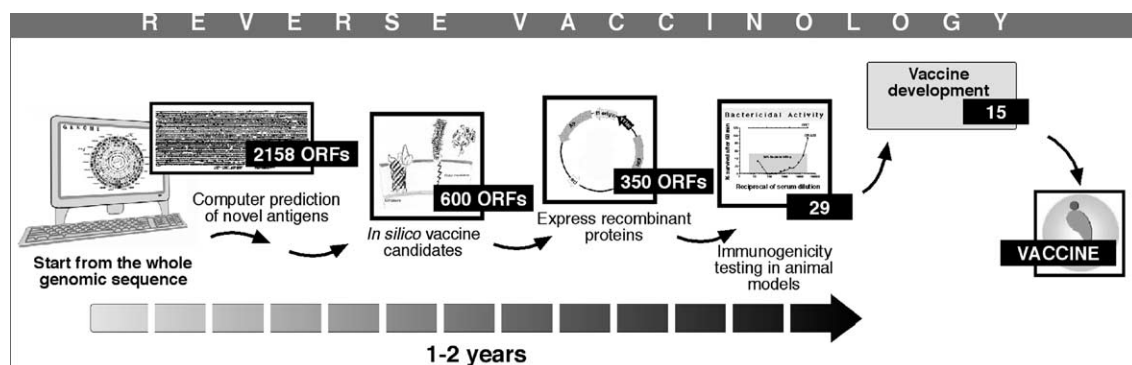 REVERSE VACCINOLOGY
2158 ORFs
Computer prediction
of novel antigens
Start from the whole
genomic sequence
600 ORFs
In silico vaccine
candidates
350 ORFs
Express recombinant
proteins
Bactericidal Activity
Reciprocal of serum dilution
29
Immunogenicity
testing in animal
models
Vaccine
development
15
VACCINE
1-2 years